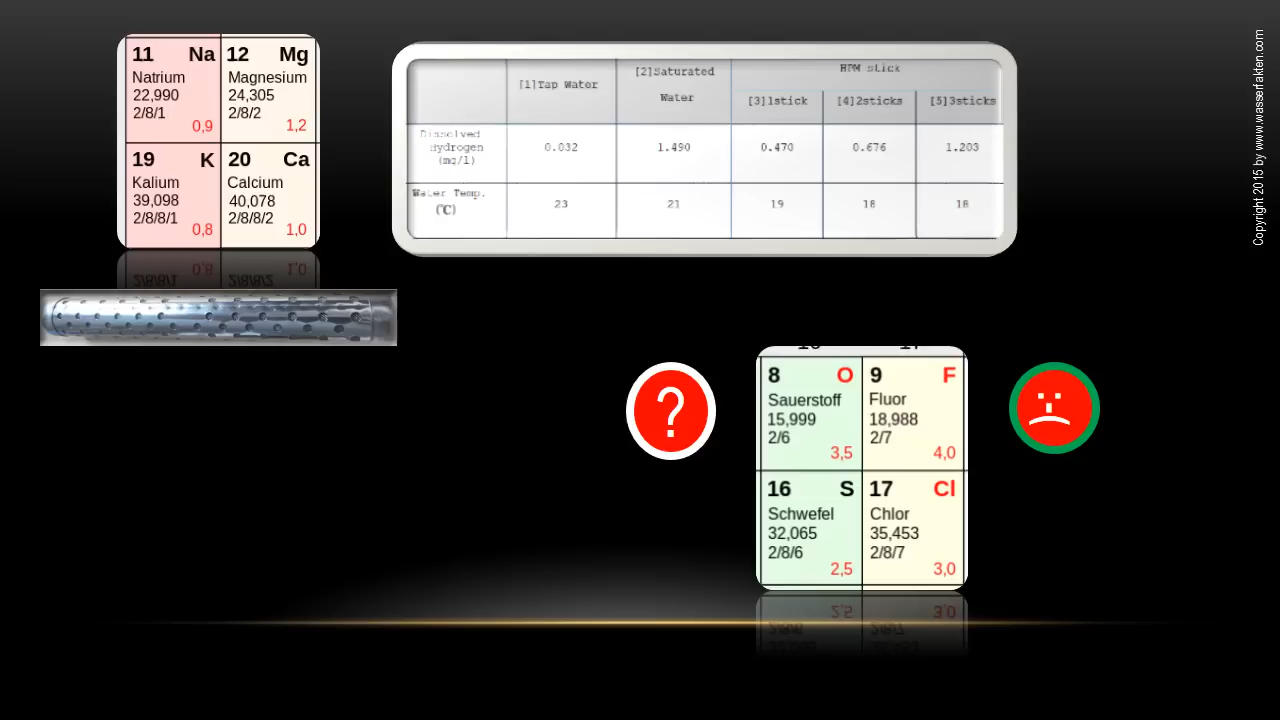 11 Na 12 Mg
Natrium Magnesium
22,990 24,305
2/8/1 2/8/2
0,9 1,2
19 K 20 Ca
Kalium Calcium
39,098 40,078
2/8/8/1 2/8/8/2
0,8 1,0
[1]Tap Water
[2]Saturated
Water
HPM stick
[3]1stick [4]2sticks [5]3sticks
Dissolved
Hydrogen
(mg/l)
0.032 1.490 0.470 0.676 1.203
Water Temp.
(℃)
23 21 19 18 18
Copyright 2015 by www.wasserfakten.com
?
8 O 9 F
Sauerstoff Fluor
15,999 18,988
2/6 2/7
3,5 4,0
16 S 17 Cl
Schwefel Chlor
32,065 35,453
2/8/6 2/8/7
2,5 3,0